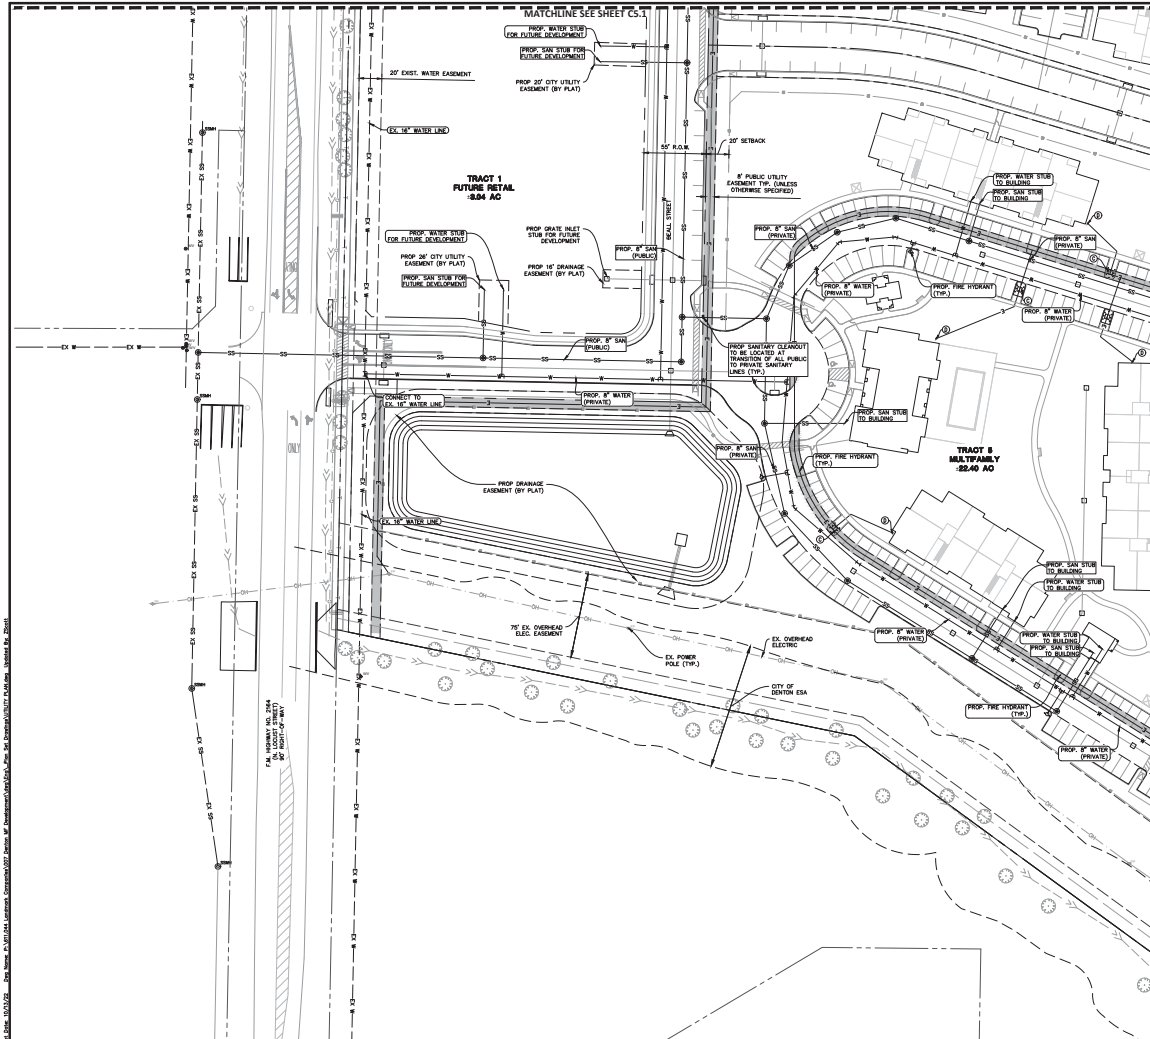 MATCHLINE SEE SHEET C5.1
PROP. WATER STUB
FOR FUTURE DEVELOPMENT
PROP. SAN STUB FOR
FUTURE DEVELOPMENT
PROP 20' CITY UTILITY
EASEMENT (BY PLAT)
20' EXIST. WATER EASEMENT
EX. 16" WATER LINE
TRACT 1
FUTURE RETAIL
55' R.O.W.
20' SETBACK
8' PUBLIC UTILITY
EASEMENT TYP. (UNLESS
OTHERWISE SPECIFIED)
BEALL STREET
PROP. WATER STUB
TO BUILDING
PROP. SAN STUB
TO BUILDING
PROP. WATER STUB
FOR FUTURE DEVELOPMENT
PROP 26' CITY UTILITY
EASEMENT (BY PLAT)
PROP. SAN STUB FOR
FUTURE DEVELOPMENT
PROP GRATE INLET
STUB FOR FUTURE
DEVELOPMENT
PROP. 8" SAN
(PUBLIC)
PROP 16' DRAINAGE
EASEMENT (BY PLAT)
PROP. 8" SAN
(PRIVATE)
PROP. 8" SAN
(PRIVATE)
PROP. 8" WATER
(PRIVATE)
PROP. FIRE HYDRANT
(TYP.)
PROP. 8" WATER
(PRIVATE)
PROP. 8" SAN
(PUBLIC)
PROP SANITARY CLEANOUT
TO BE LOCATED AT
TRANSITION OF ALL PUBLIC
TO PRIVATE SANITARY
LINES (TYP.)
CONNECT TO
EX. 16" WATER LINE
PROP. 8" WATER
(PRIVATE)
PROP. SAN STUB
TO BUILDING
ONLY
PROP. 8" SAN
(PRIVATE)
PROP. FIRE HYDRANT
(TYP.)
TRACT 5
MULTIFAMILY
±22.40 AC
PROP DRAINAGE
EASEMENT (BY PLAT)
EX. 16" WATER LINE
PROP. SAN STUB
TO BUILDING
PROP. WATER STUB
TO BUILDING
75' EX. OVERHEAD
ELEC. EASEMENT
EX. POWER
POLE (TYP.)
EX. OVERHEAD
ELECTRIC
PROP. 8" WATER
(PRIVATE)
PROP. WATER STUB
TO BUILDING
PROP. SAN STUB
TO BUILDING
CITY OF
DENTON ESA
PROP. FIRE HYDRANT
(TYP.)
PROP. 8" WATER
(PRIVATE)
F.M. HIGHWAY NO. 2164
(N. LOCUST STREET)
90' RIGHT-OF-WAY